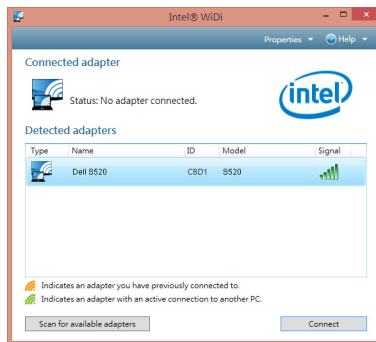 Intel® WiDi
Properties Help
Connected adapter
Status: No adapter connected.
intel
Detected adapters
Type Name ID Model Signal
Dell S520 CBD1 S520
Indicates an adapter you have previously connected to.
Indicates an adapter with an active connection to another PC.
Scan for available adapters Connect